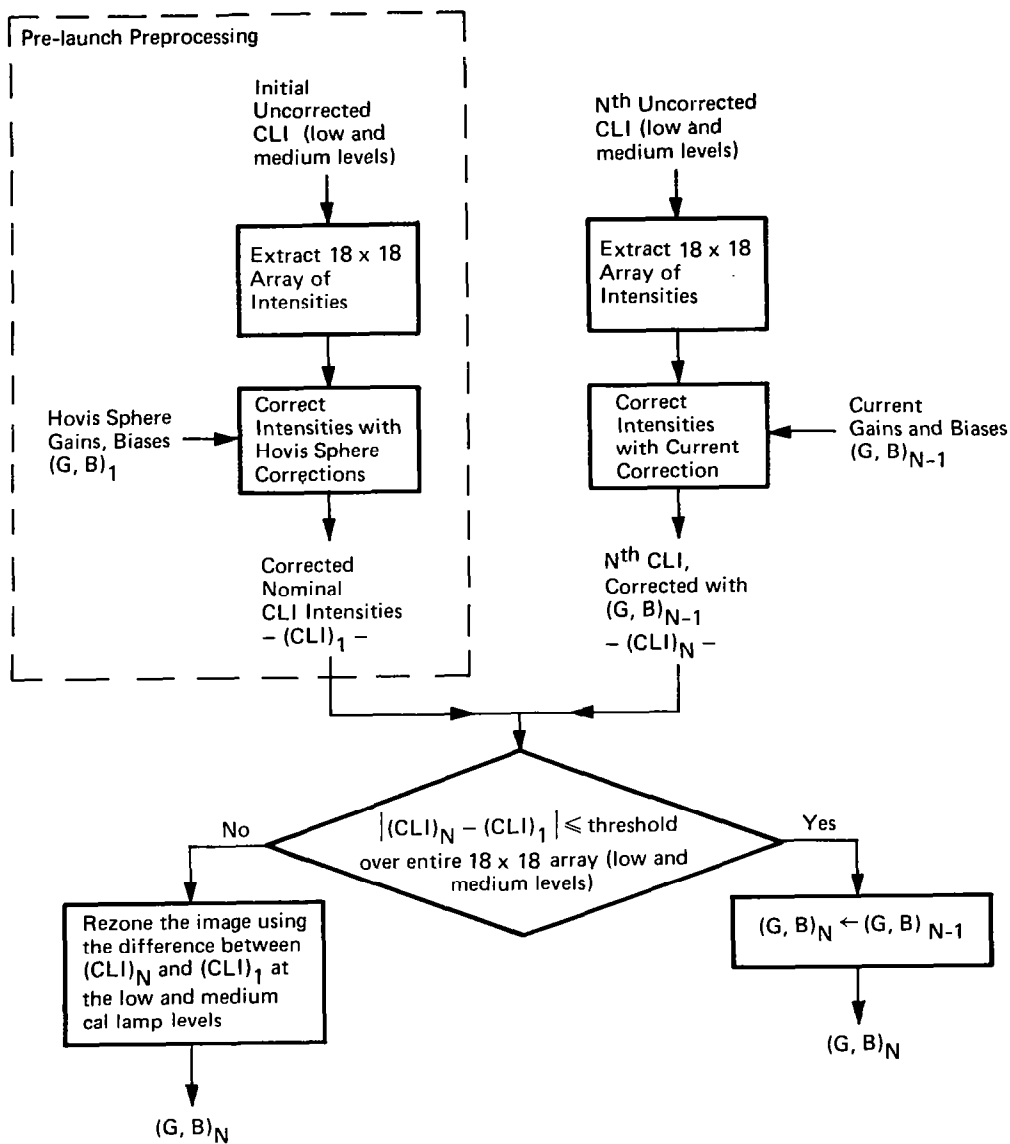 Pre-launch Preprocessing
Initial
Uncorrected
CLI (low and
medium levels)
Extract 18 x 18
Array of
Intensities
Hovis Sphere
Gains, Biases
(G, B)1
Correct
Intensities with
Hovis Sphere
Corrections
Corrected
Nominal
CLI Intensities
– (CLI)1 –
Nth Uncorrected
CLI (low and
medium levels)
Extract 18 x 18
Array of
Intensities
Correct
Intensities
with Current
Correction
Current
Gains and Biases
(G, B)N-1
Nth CLI,
Corrected with
(G, B)N-1
– (CLI)N –
|(CLI)N – (CLI)1| ⩽ threshold
over entire 18 x 18 array (low and
medium levels)
No
Yes
Rezone the image using
the difference between
(CLI)N and (CLI)1 at
the low and medium
cal lamp levels
(G, B)N
(G, B)N ← (G, B) N-1
(G, B)N